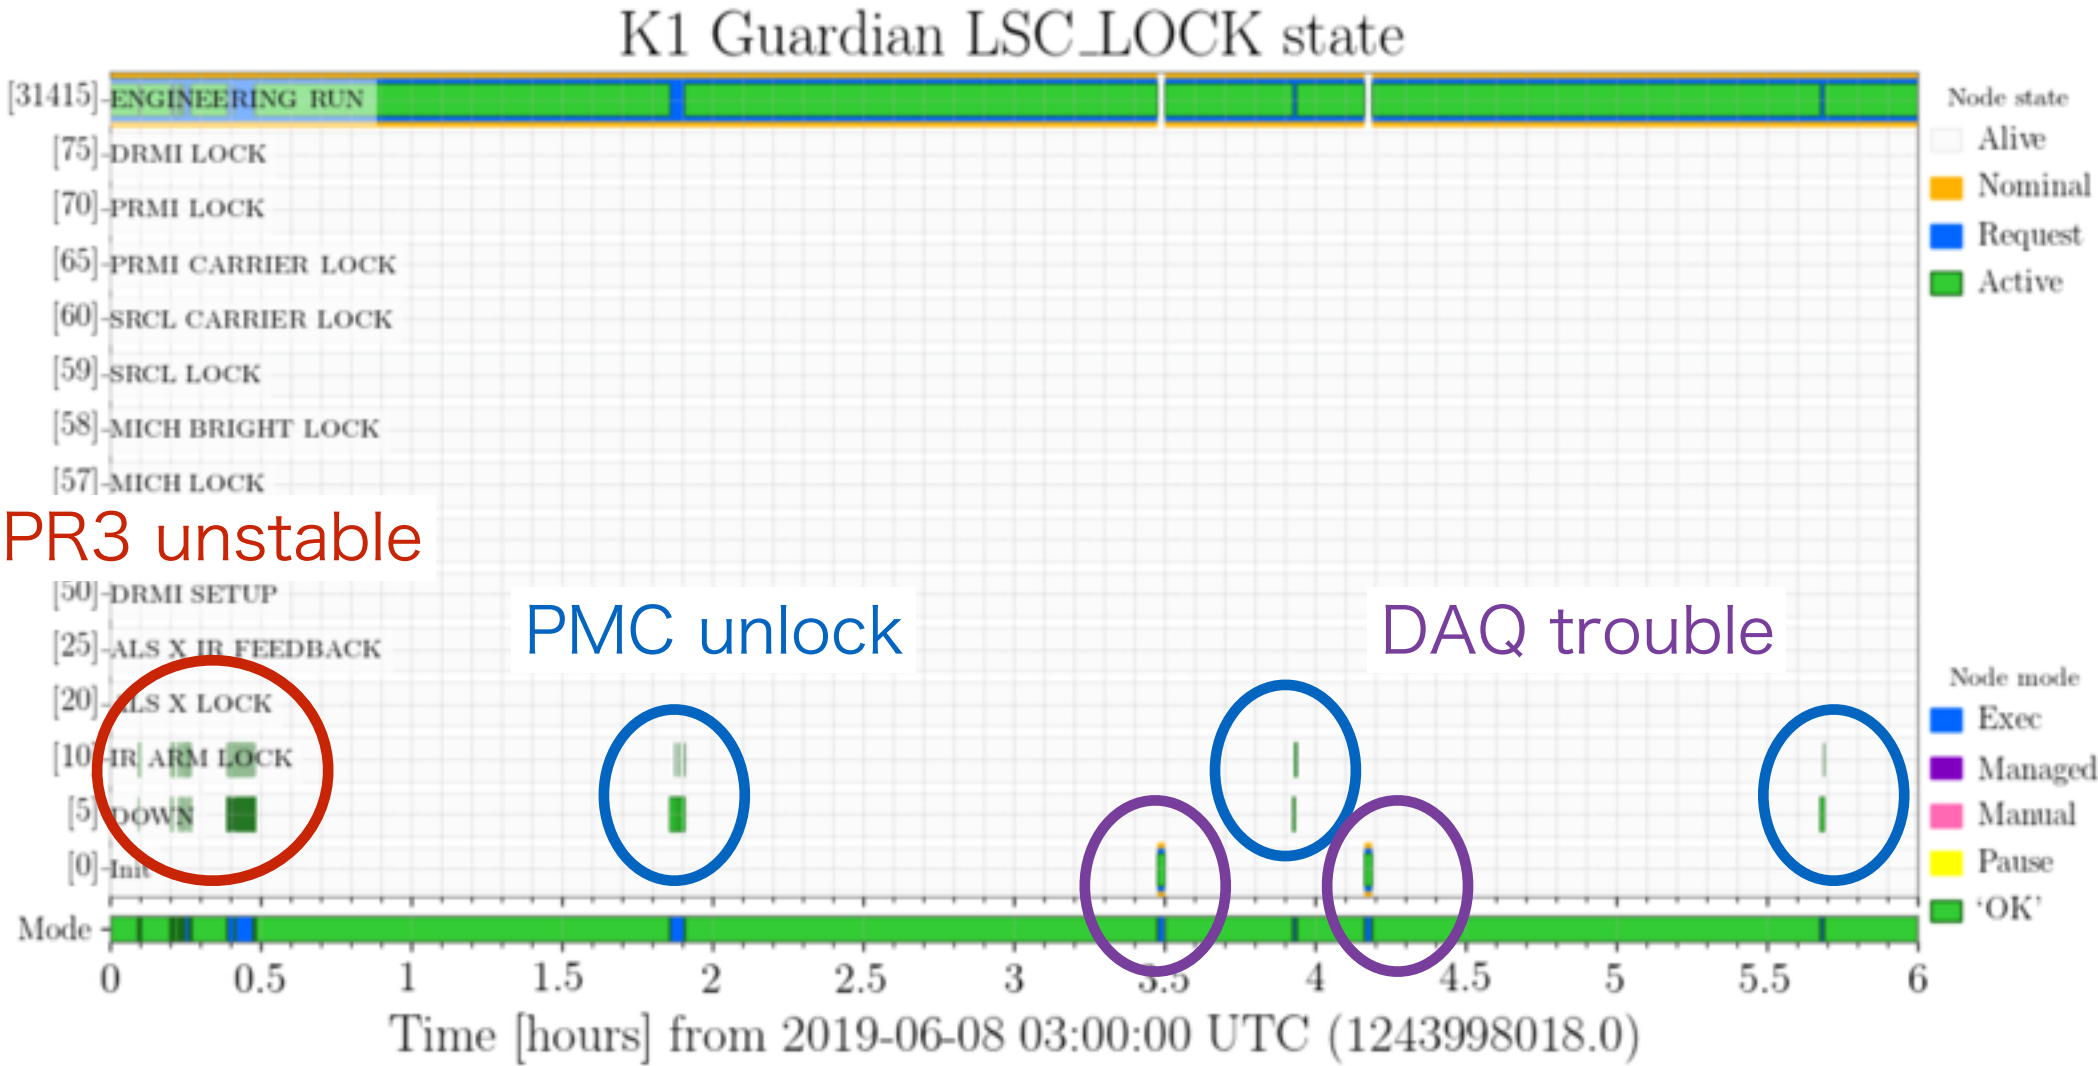 K1 Guardian LSC_LOCK state
[31415] ENGINEERING RUN
[75] DRMI LOCK
[70] PRMI LOCK
[65] PRMI CARRIER LOCK
[60] SRCL CARRIER LOCK
[59] SRCL LOCK
[58] MICH BRIGHT LOCK
[57] MICH LOCK
PR3 unstable
[50] DRMI SETUP
[25] ALS X IR FEEDBACK
[20] ALS X LOCK
[10] IR ARM LOCK
[5] DOWN
[0] Init
PMC unlock
DAQ trouble
Node state
Alive
Nominal
Request
Active
Node mode
Exec
Managed
Manual
Pause
‘OK’
Mode
0 0.5 1 1.5 2 2.5 3 3.5 4 4.5 5 5.5 6
Time [hours] from 2019-06-08 03:00:00 UTC (1243998018.0)